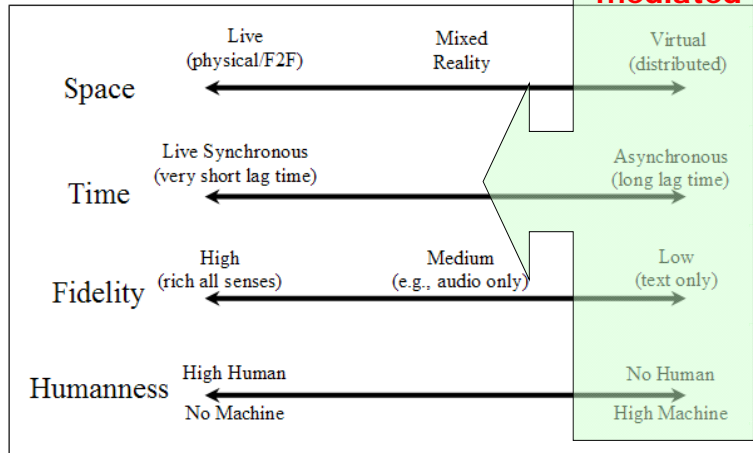 mediated
Live
(physical/F2F)
Mixed
Reality
Virtual
(distributed)
Space
Live Synchronous
(very short lag time)
Asynchronous
(long lag time)
Time
High
(rich all senses)
Medium
(e.g., audio only)
Low
(text only)
Fidelity
High Human
No Human
Humanness
No Machine
High Machine